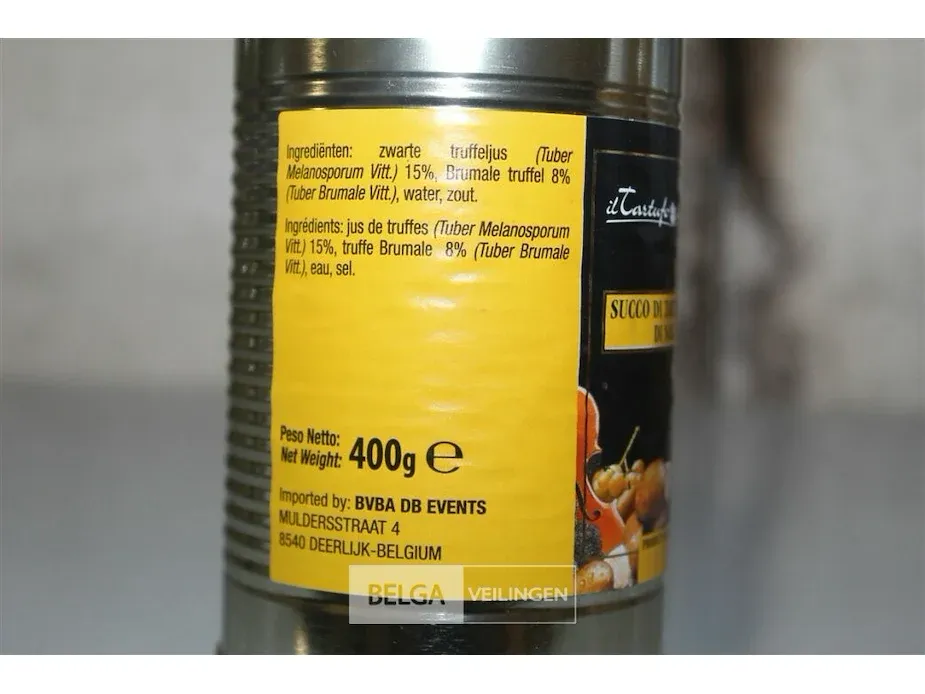 Ingrediënten: zwarte truffeljus (Tuber
Melanosporum Vitt.) 15%, Brumale truffel 8%
(Tuber Brumale Vitt.), water, zout.
Ingrédients: jus de truffes (Tuber Melanosporum
Vitt.) 15%, truffe Brumale 8% (Tuber Brumale
Vitt.), eau, sel.
Peso Netto:
Net Weight: 400g ℮
Imported by: BVBA DB EVENTS
MULDERSSTRAAT 4
8540 DEERLIJK-BELGIUM
il Tartufo
SUCCO DI
BELGA VEILINGEN